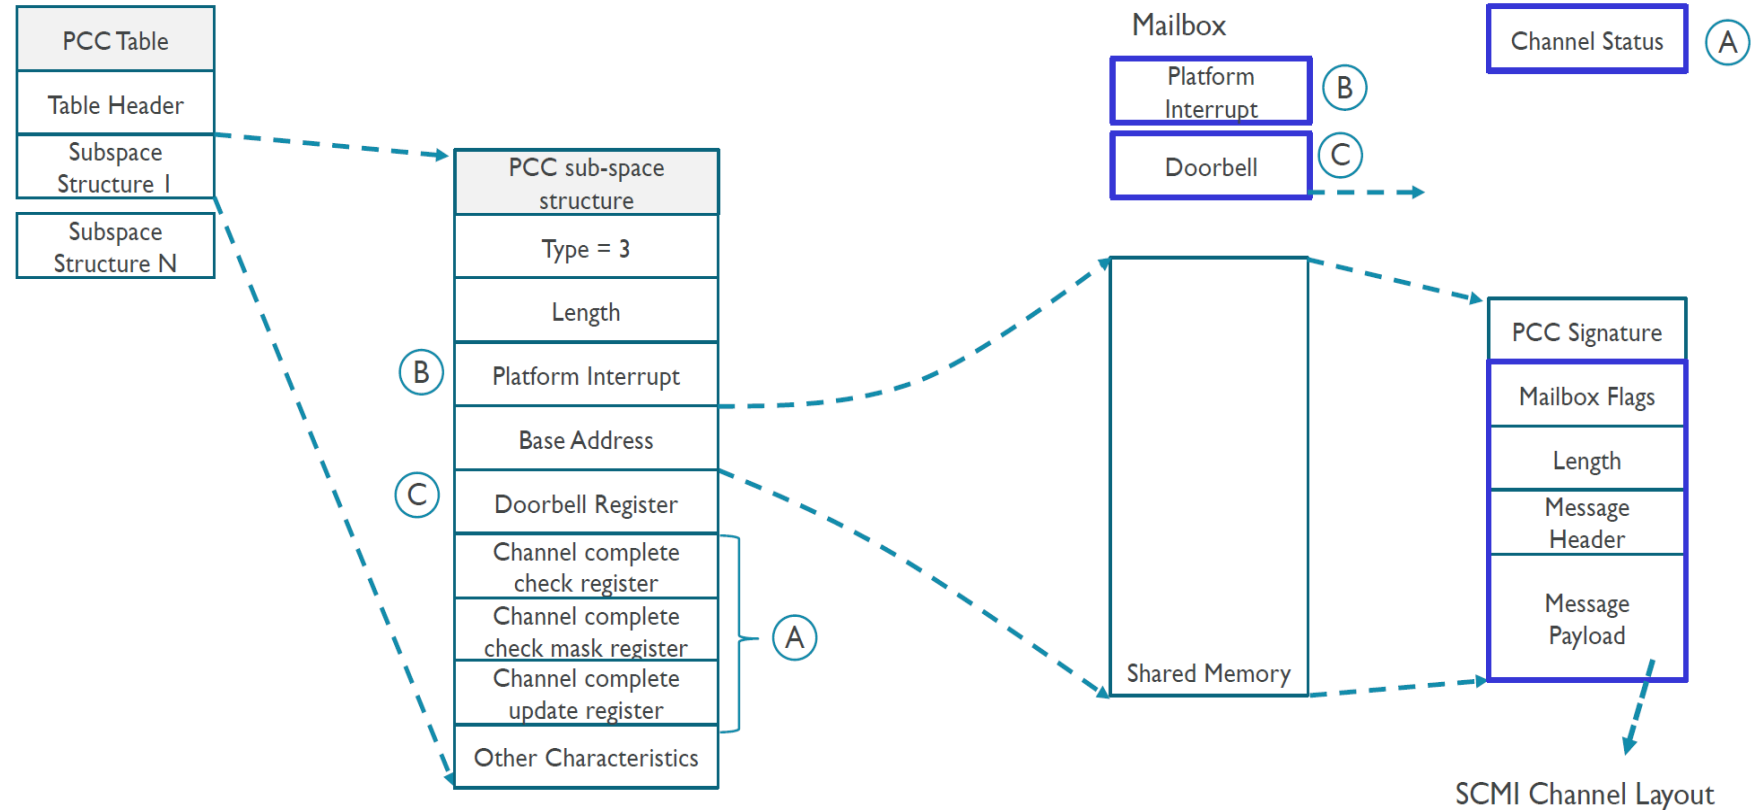 PCC Table
Table Header
Subspace
Structure 1
Subspace
Structure N
PCC sub-space
structure
Type = 3
Length
B
Platform Interrupt
Base Address
C
Doorbell Register
Channel complete
check register
Channel complete
check mask register
Channel complete
update register
A
Other Characteristics
Mailbox
Platform
Interrupt
B
Doorbell
C
Shared Memory
Channel Status
A
PCC Signature
Mailbox Flags
Length
Message
Header
Message
Payload
SCMI Channel Layout